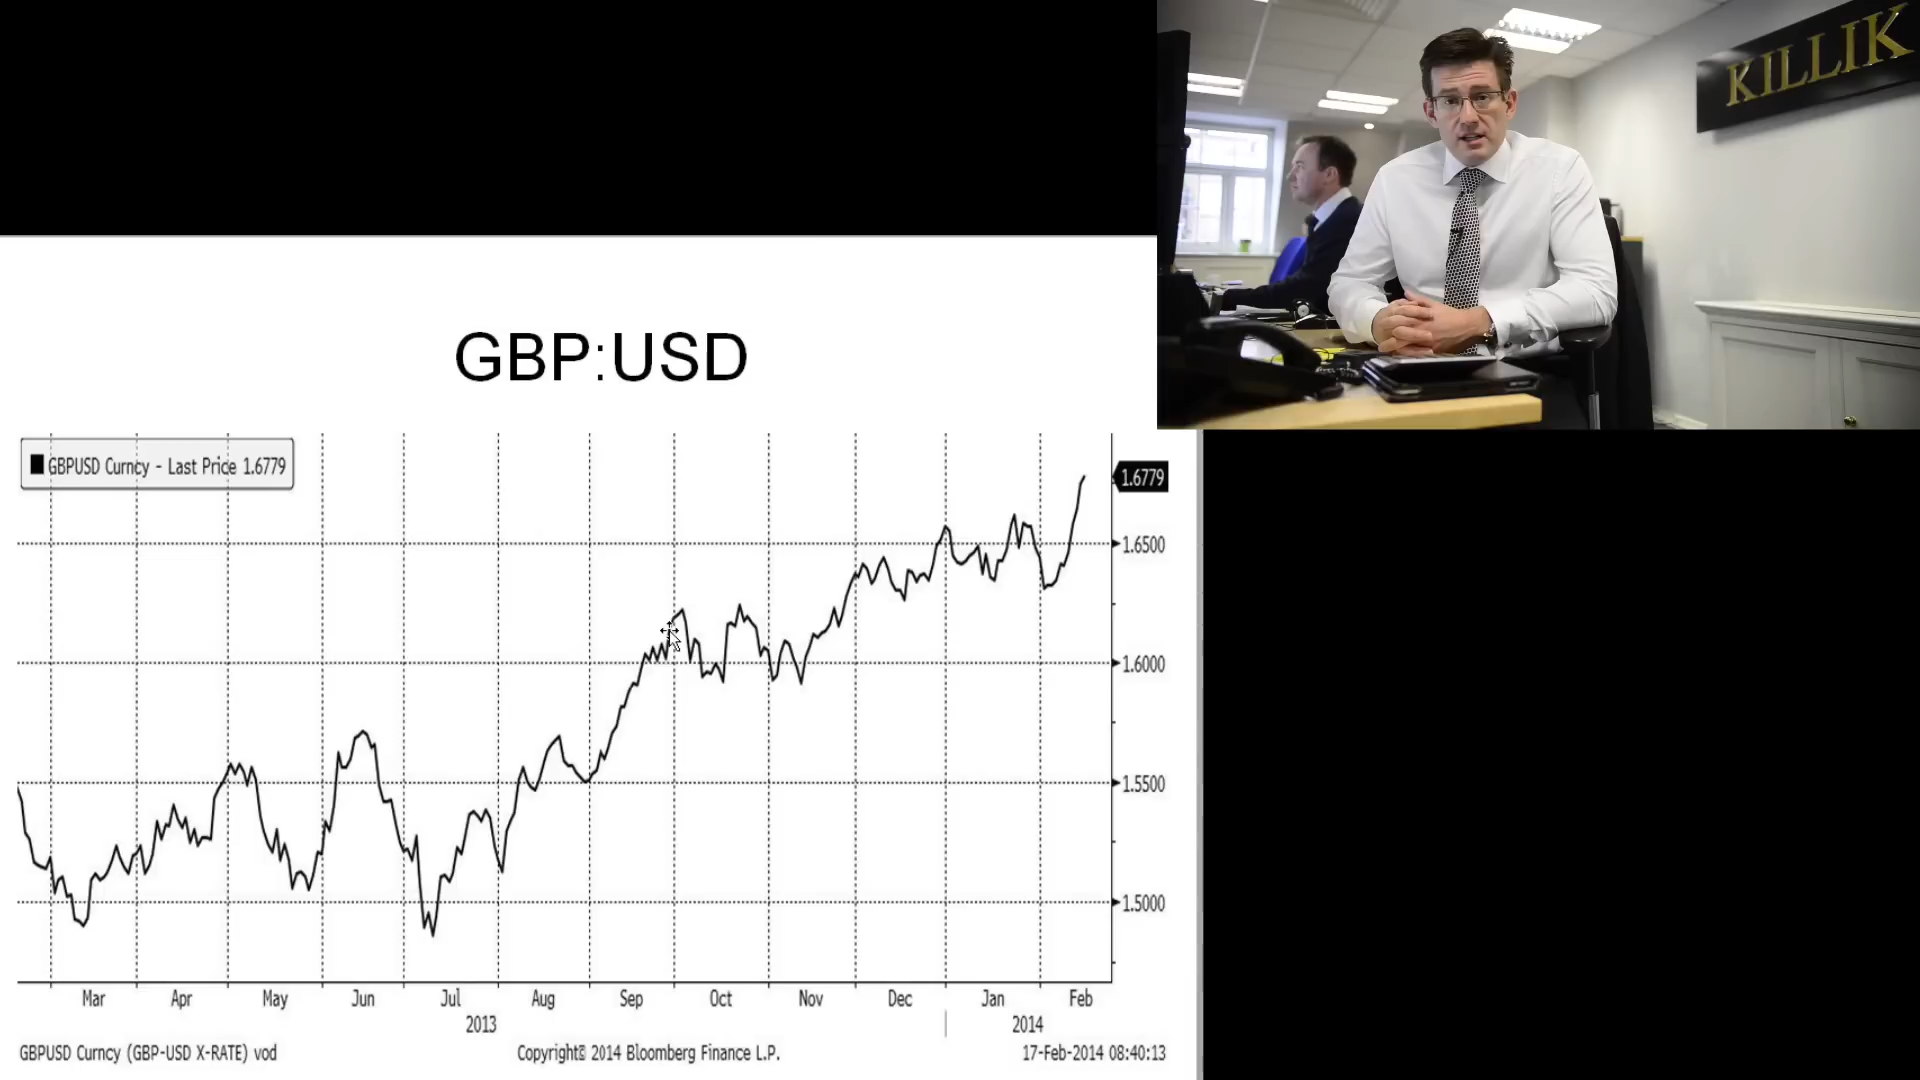 KILLIK
GBP:USD
GBPUSD Curncy - Last Price 1.6779
1.6779
1.6500
1.6000
1.5500
1.5000
Mar Apr May Jun Jul Aug Sep Oct Nov Dec Jan Feb
2013 2014
GBPUSD Curncy (GBP-USD X-RATE) vod Copyright 2014 Bloomberg Finance L.P. 17-Feb-2014 08:40:13